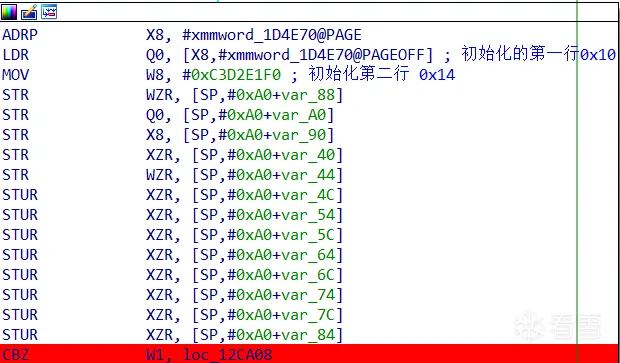 ADRP X8, #xmmword_1D4E70@PAGE
LDR Q0, [X8,#xmmword_1D4E70@PAGEOFF] ; 初始化的第一行0x10
MOV W8, #0xC3D2E1F0 ; 初始化第二行 0x14
STR WZR, [SP,#0xA0+var_88]
STR Q0, [SP,#0xA0+var_A0]
STR X8, [SP,#0xA0+var_90]
STR XZR, [SP,#0xA0+var_40]
STR WZR, [SP,#0xA0+var_44]
STUR XZR, [SP,#0xA0+var_4C]
STUR XZR, [SP,#0xA0+var_54]
STUR XZR, [SP,#0xA0+var_5C]
STUR XZR, [SP,#0xA0+var_64]
STUR XZR, [SP,#0xA0+var_6C]
STUR XZR, [SP,#0xA0+var_74]
STUR XZR, [SP,#0xA0+var_7C]
STUR XZR, [SP,#0xA0+var_84]
CBZ W1, loc_12CA08
看雪